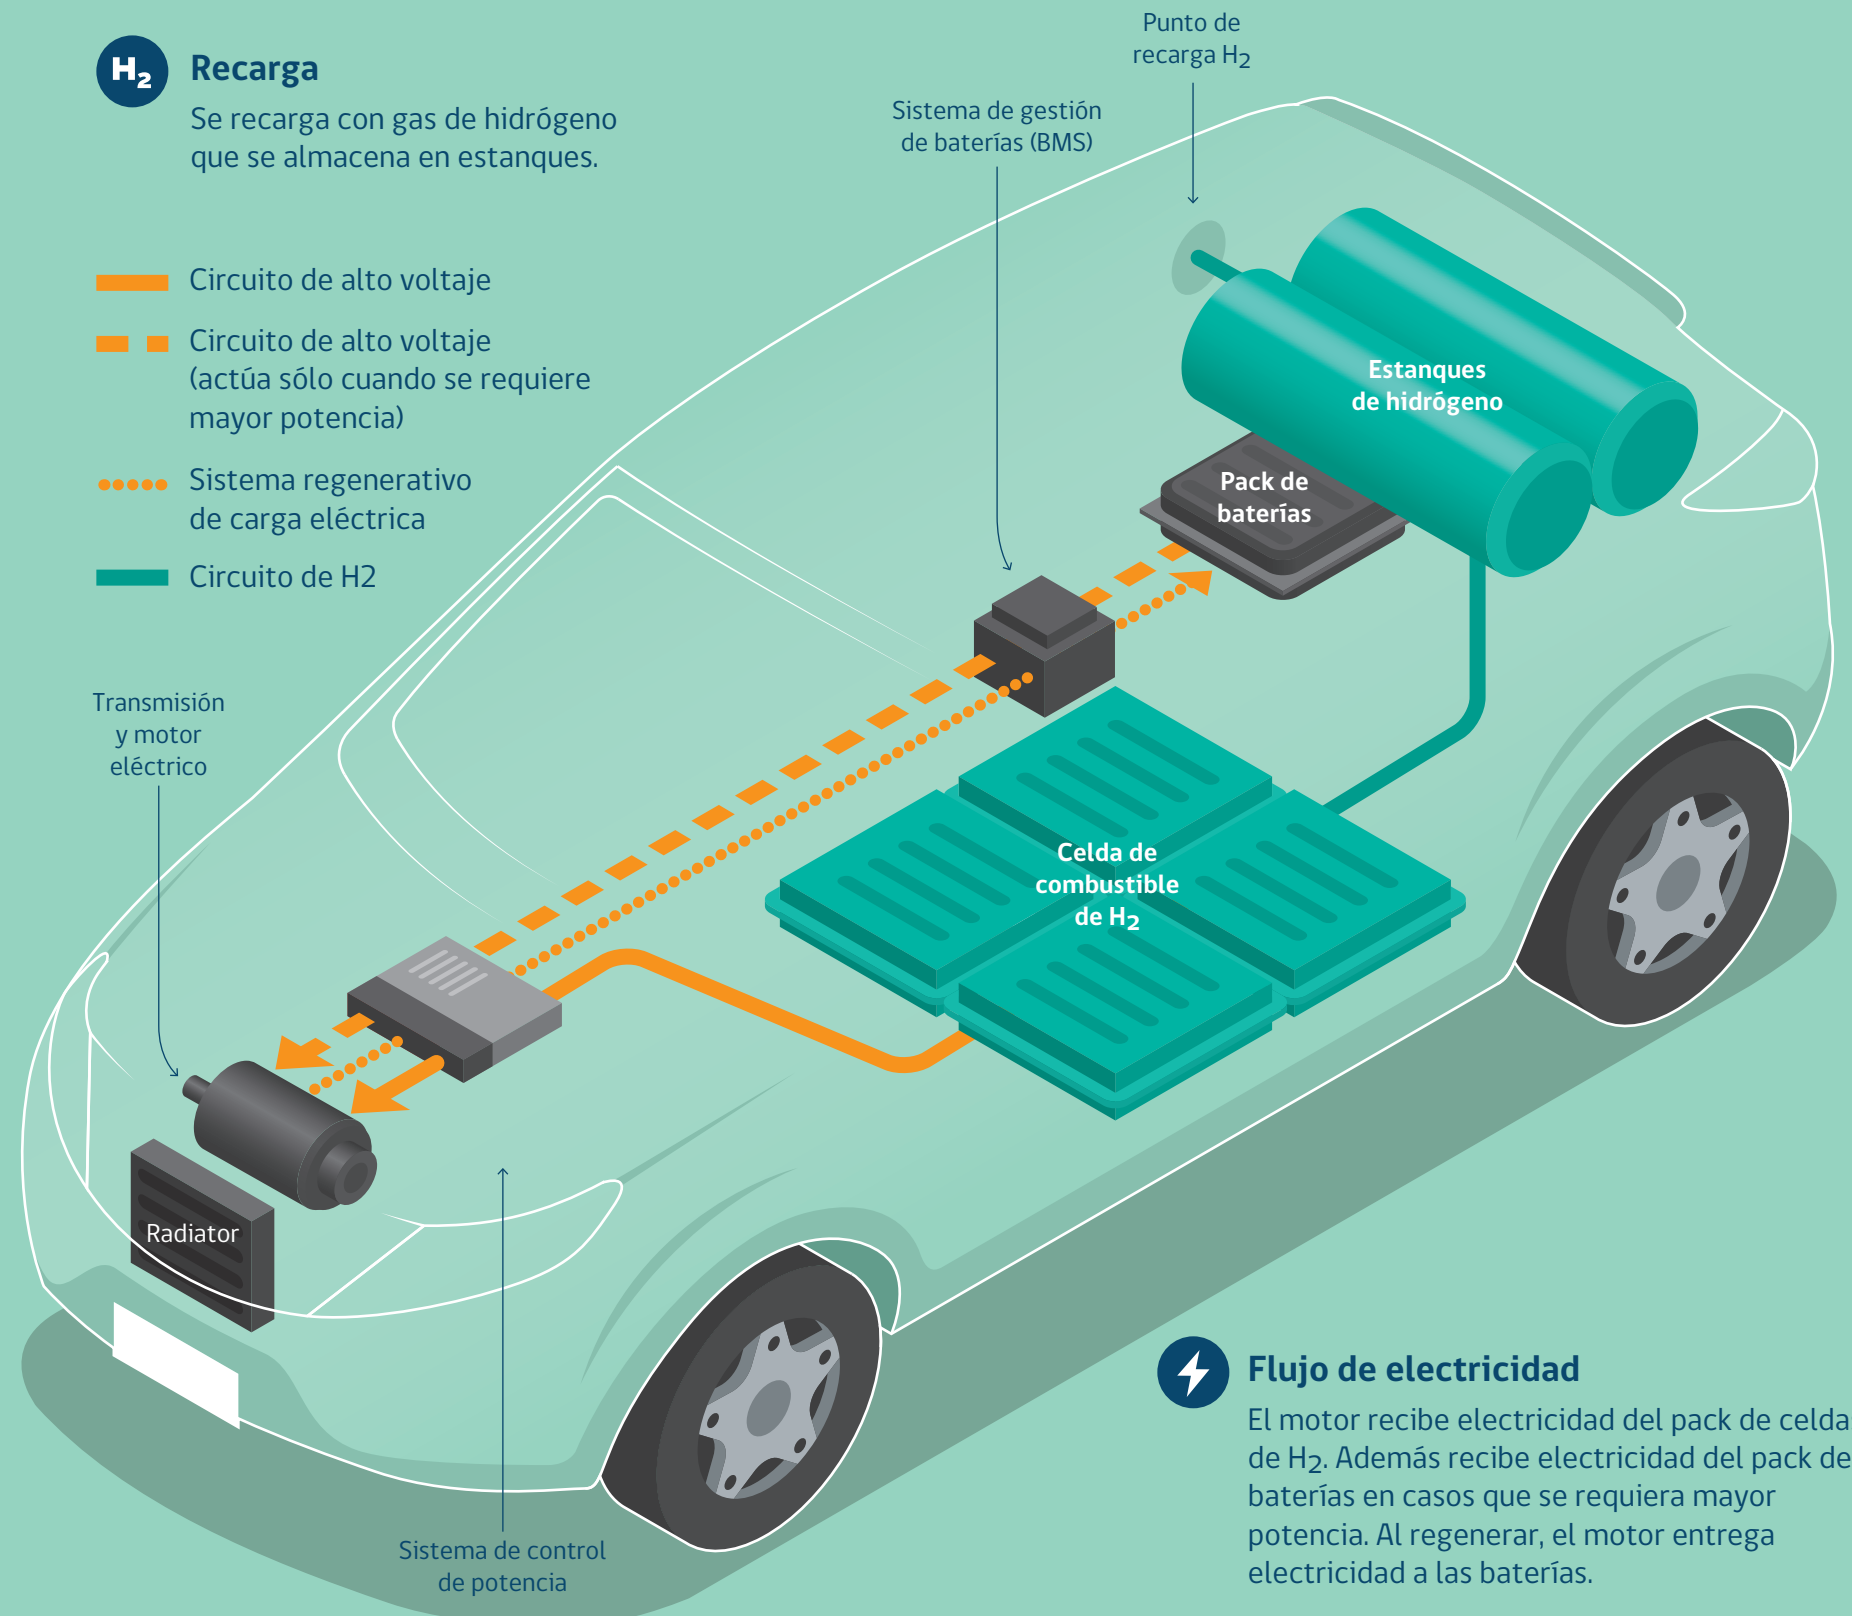 H2
Recarga
Se recarga con gas de hidrógeno
que se almacena en estanques.
Circuito de alto voltaje
Circuito de alto voltaje
(actúa sólo cuando se requiere
mayor potencia)
Sistema regenerativo
de carga eléctrica
Circuito de H2
Punto de
recarga H2
Sistema de gestión
de baterías (BMS)
Estanques
de hidrógeno
Pack de
baterías
Transmisión
y motor
eléctrico
Celda de
combustible
de H2
Radiator
Sistema de control
de potencia
Flujo de electricidad
El motor recibe electricidad del pack de celda
de H2. Además recibe electricidad del pack de
baterías en casos que se requiera mayor
potencia. Al regenerar, el motor entrega
electricidad a las baterías.